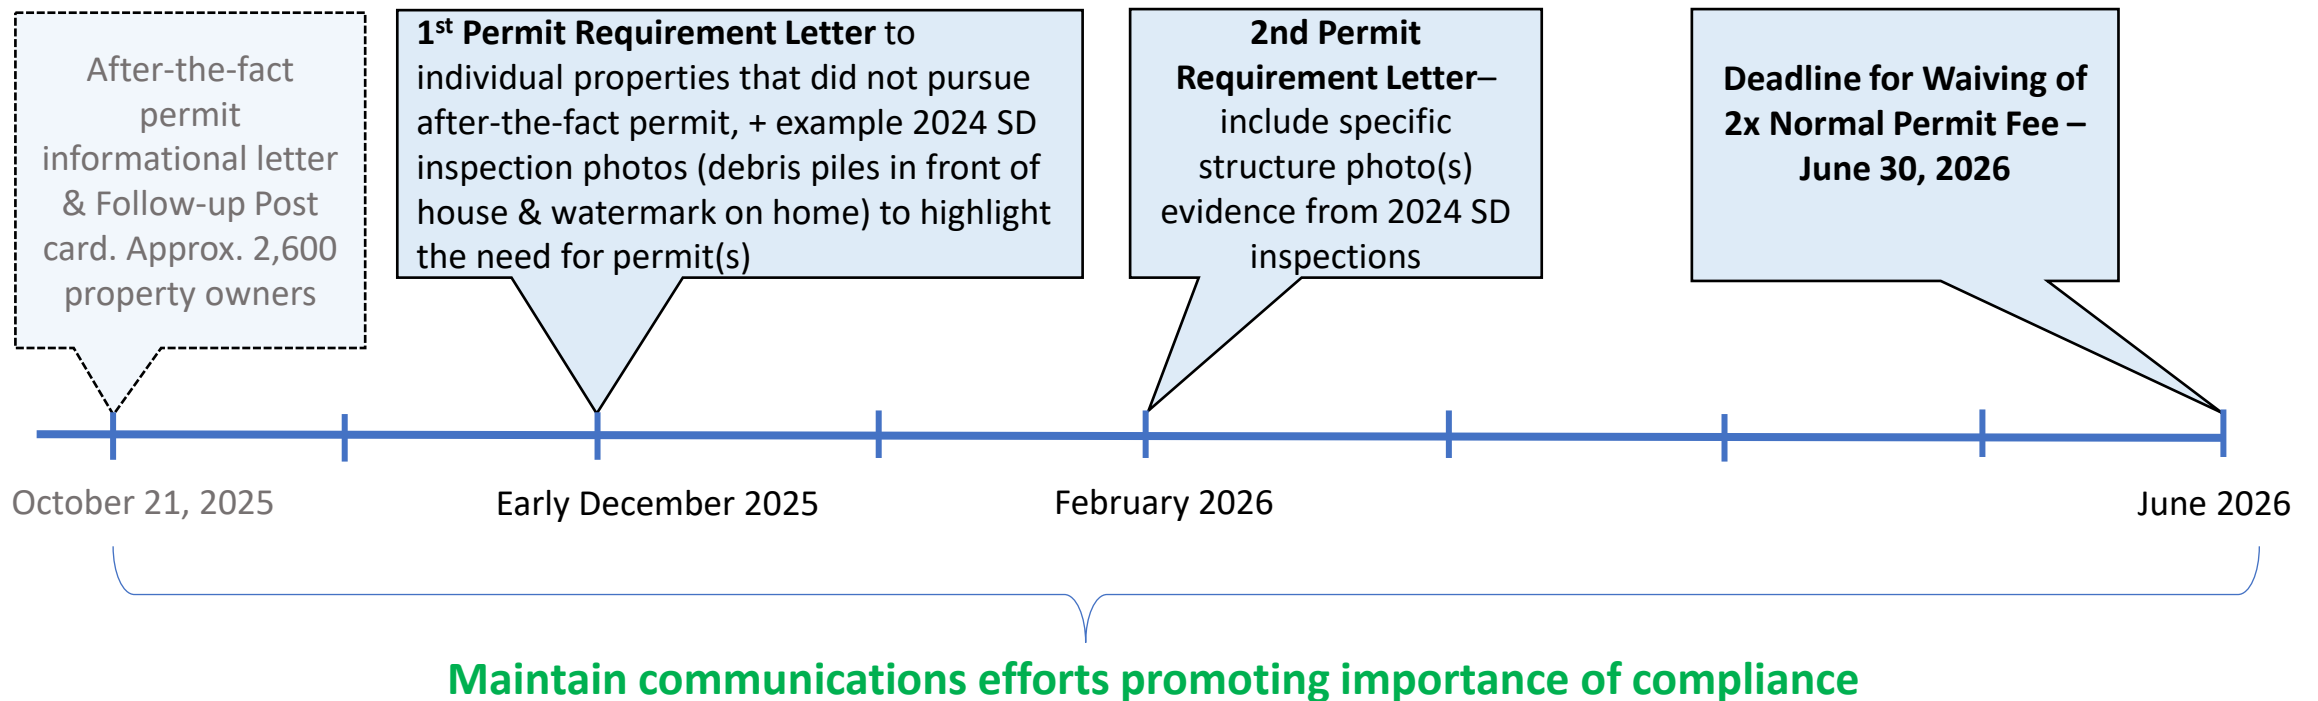 After-the-fact
permit
informational letter
& Follow-up Post
card. Approx. 2,600
property owners
1st Permit Requirement Letter to
individual properties that did not pursue
after-the-fact permit, + example 2024 SD
inspection photos (debris piles in front of
house & watermark on home) to highlight
the need for permit(s)
2nd Permit
Requirement Letter–
include specific
structure photo(s)
evidence from 2024 SD
inspections
Deadline for Waiving of
2x Normal Permit Fee –
June 30, 2026
October 21, 2025
Early December 2025
February 2026
June 2026
Maintain communications efforts promoting importance of compliance